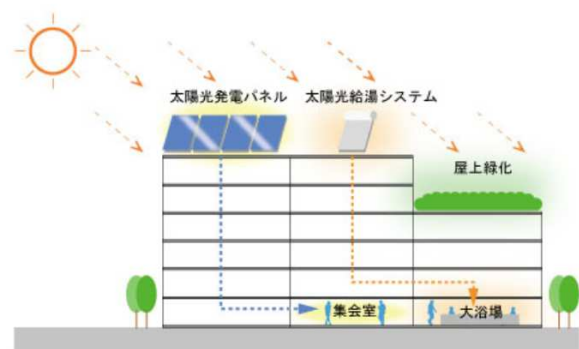 太陽光発電パネル
太陽光給湯システム
屋上緑化
集会室
大浴場